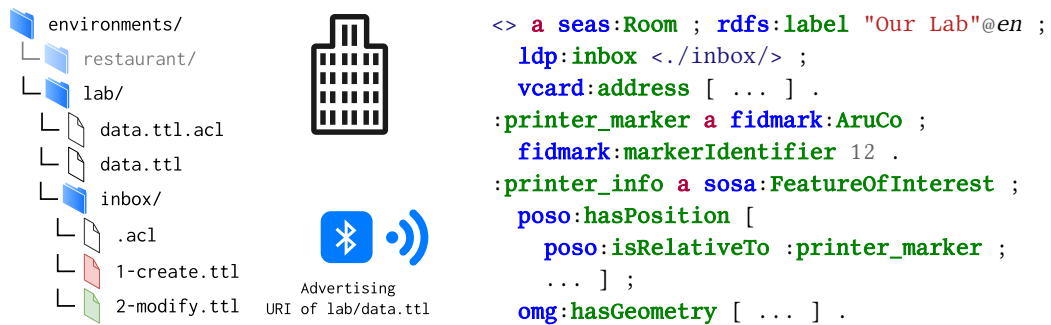 environments/
restaurant/
lab/
data.ttl.acl
data.ttl
inbox/
.acl
1-create.ttl
2-modify.ttl
Advertising
URI of lab/data.ttl
<> a seas:Room ; rdfs:label "Our Lab"@en ;
ldp:inbox <./inbox/> ;
vcard:address [ ... ] .
:printer_marker a fidmark:ArUco ;
fidmark:markerIdentifier 12 .
:printer_info a sosa:FeatureOfInterest ;
poso:hasPosition [
poso:isRelativeTo :printer_marker ;
... ] ;
omg:hasGeometry [ ... ] .